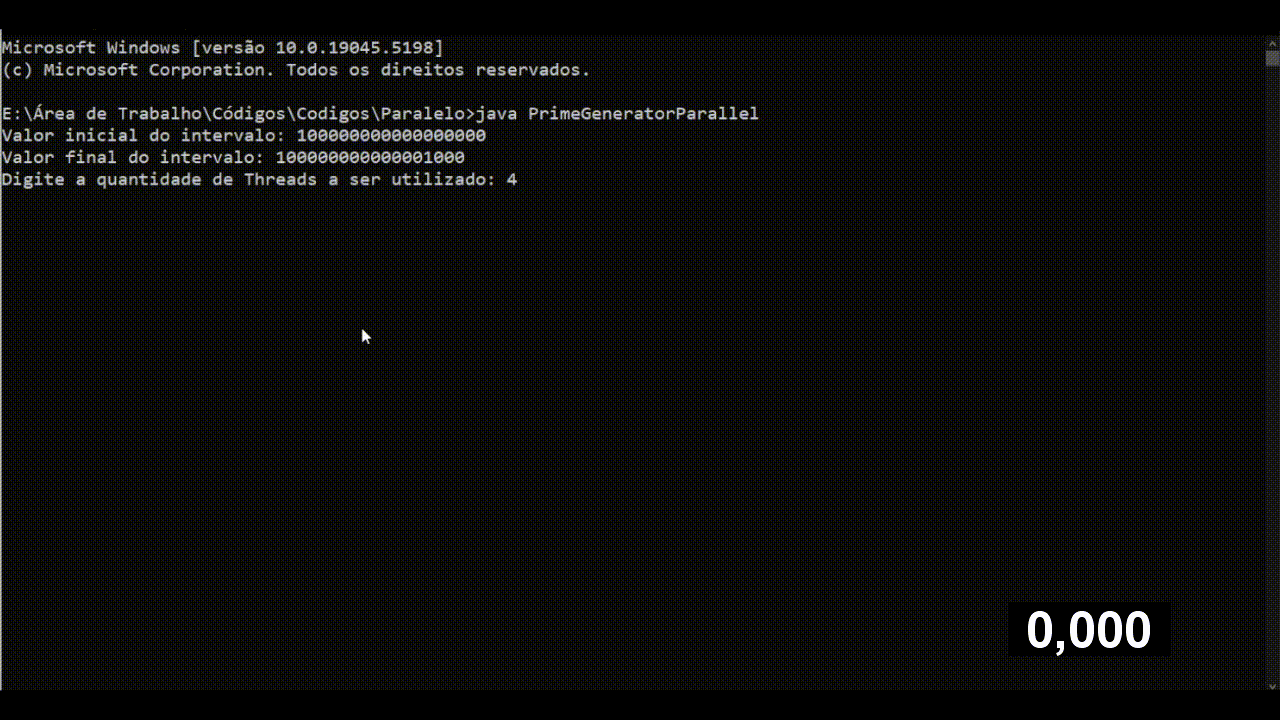 Microsoft Windows [versão 10.0.19045.5198]
(c) Microsoft Corporation. Todos os direitos reservados.
E:\Área de Trabalho\Códigos\Codigos\Paralelo>java PrimeGeneratorParallel
Valor inicial do intervalo: 100000000000000000
Valor final do intervalo: 100000000000001000
Digite a quantidade de Threads a ser utilizado: 4
0,000